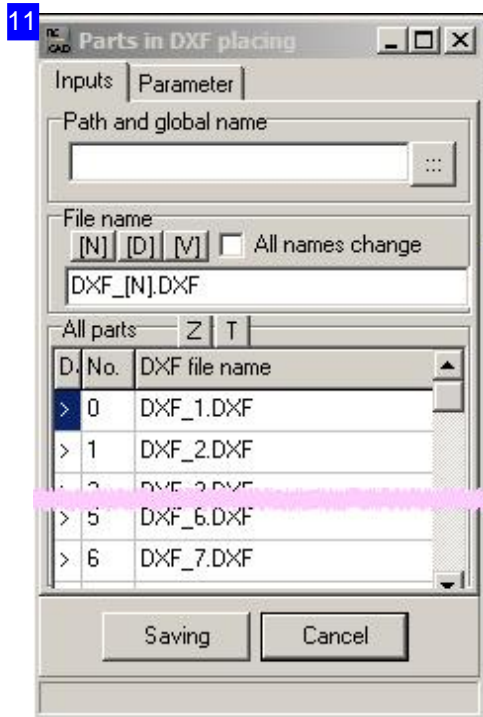 11
nc CAD Parts in DXF placing
Inputs Parameter
Path and global name
:::
File name
[N] [D] [V] All names change
DXF_[N].DXF
All parts Z T
D. No. DXF file name
> 0 DXF_1.DXF
> 1 DXF_2.DXF
> 5 DXF_6.DXF
> 6 DXF_7.DXF
Saving Cancel